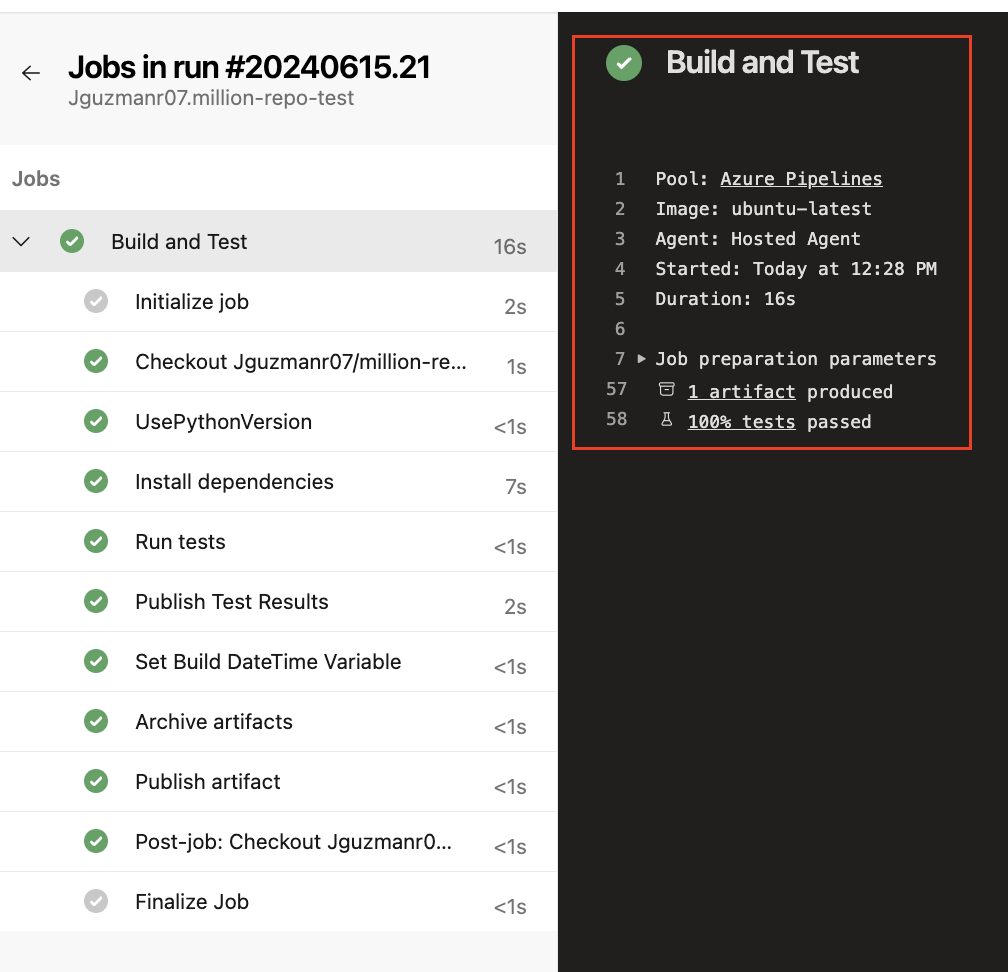 Jobs in run #20240615.21
Jguzmanr07.million-repo-test
Jobs
Build and Test 16s
Initialize job 2s
Checkout Jguzmanr07/million-re... 1s
UsePythonVersion <1s
Install dependencies 7s
Run tests <1s
Publish Test Results 2s
Set Build DateTime Variable <1s
Archive artifacts <1s
Publish artifact <1s
Post-job: Checkout Jguzmanr0... <1s
Finalize Job <1s
Build and Test
1 Pool: Azure Pipelines
2 Image: ubuntu-latest
3 Agent: Hosted Agent
4 Started: Today at 12:28 PM
5 Duration: 16s
6
7 Job preparation parameters
57 1 artifact produced
58 100% tests passed